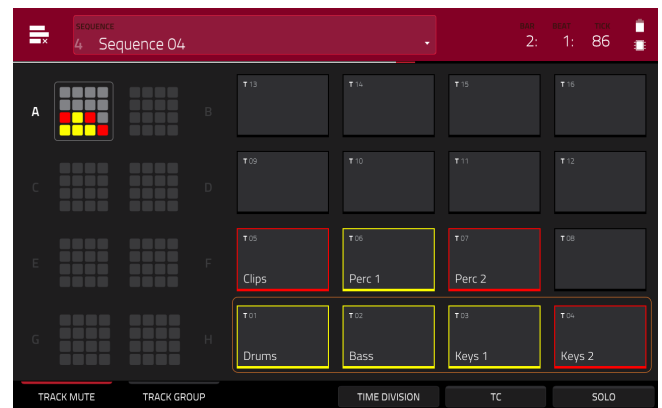 SEQUENCE
4 Sequence 04
BAR BEAT TICK
2: 1: 86
A B
T 13 T 14 T 15 T 16
C D
T 09 T 10 T 11 T 12
E F
T 05 T 06 T 07 T 08
Clips Perc 1 Perc 2
G H
T 01 T 02 T 03 T 04
Drums Bass Keys 1 Keys 2
TRACK MUTE TRACK GROUP TIME DIVISION TC SOLO